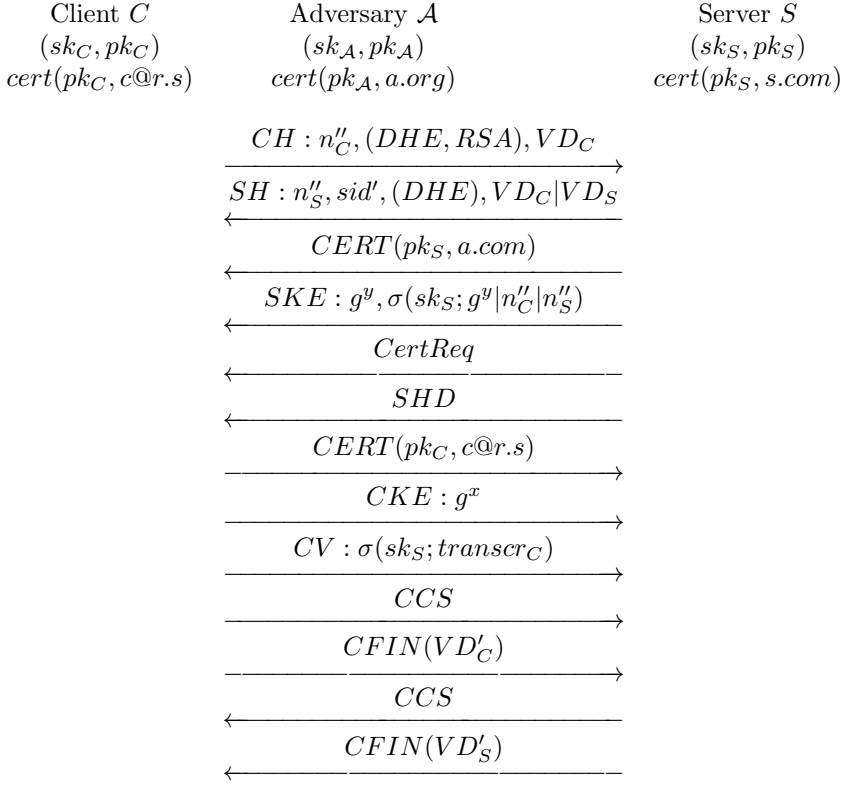 Client C Adversary 𝒜 Server S
(sk_C, pk_C) (sk_𝒜, pk_𝒜) (sk_S, pk_S)
cert(pk_C, c@r.s) cert(pk_𝒜, a.org) cert(pk_S, s.com)
CH : n''_C, (DHE, RSA), VD_C
SH : n''_S, sid', (DHE), VD_C|VD_S
CERT(pk_S, a.com)
SKE : g^y, σ(sk_S; g^y|n''_C|n''_S)
CertReq
SHD
CERT(pk_C, c@r.s)
CKE : g^x
CV : σ(sk_S; transcr_C)
CCS
CFIN(VD'_C)
CCS
CFIN(VD'_S)